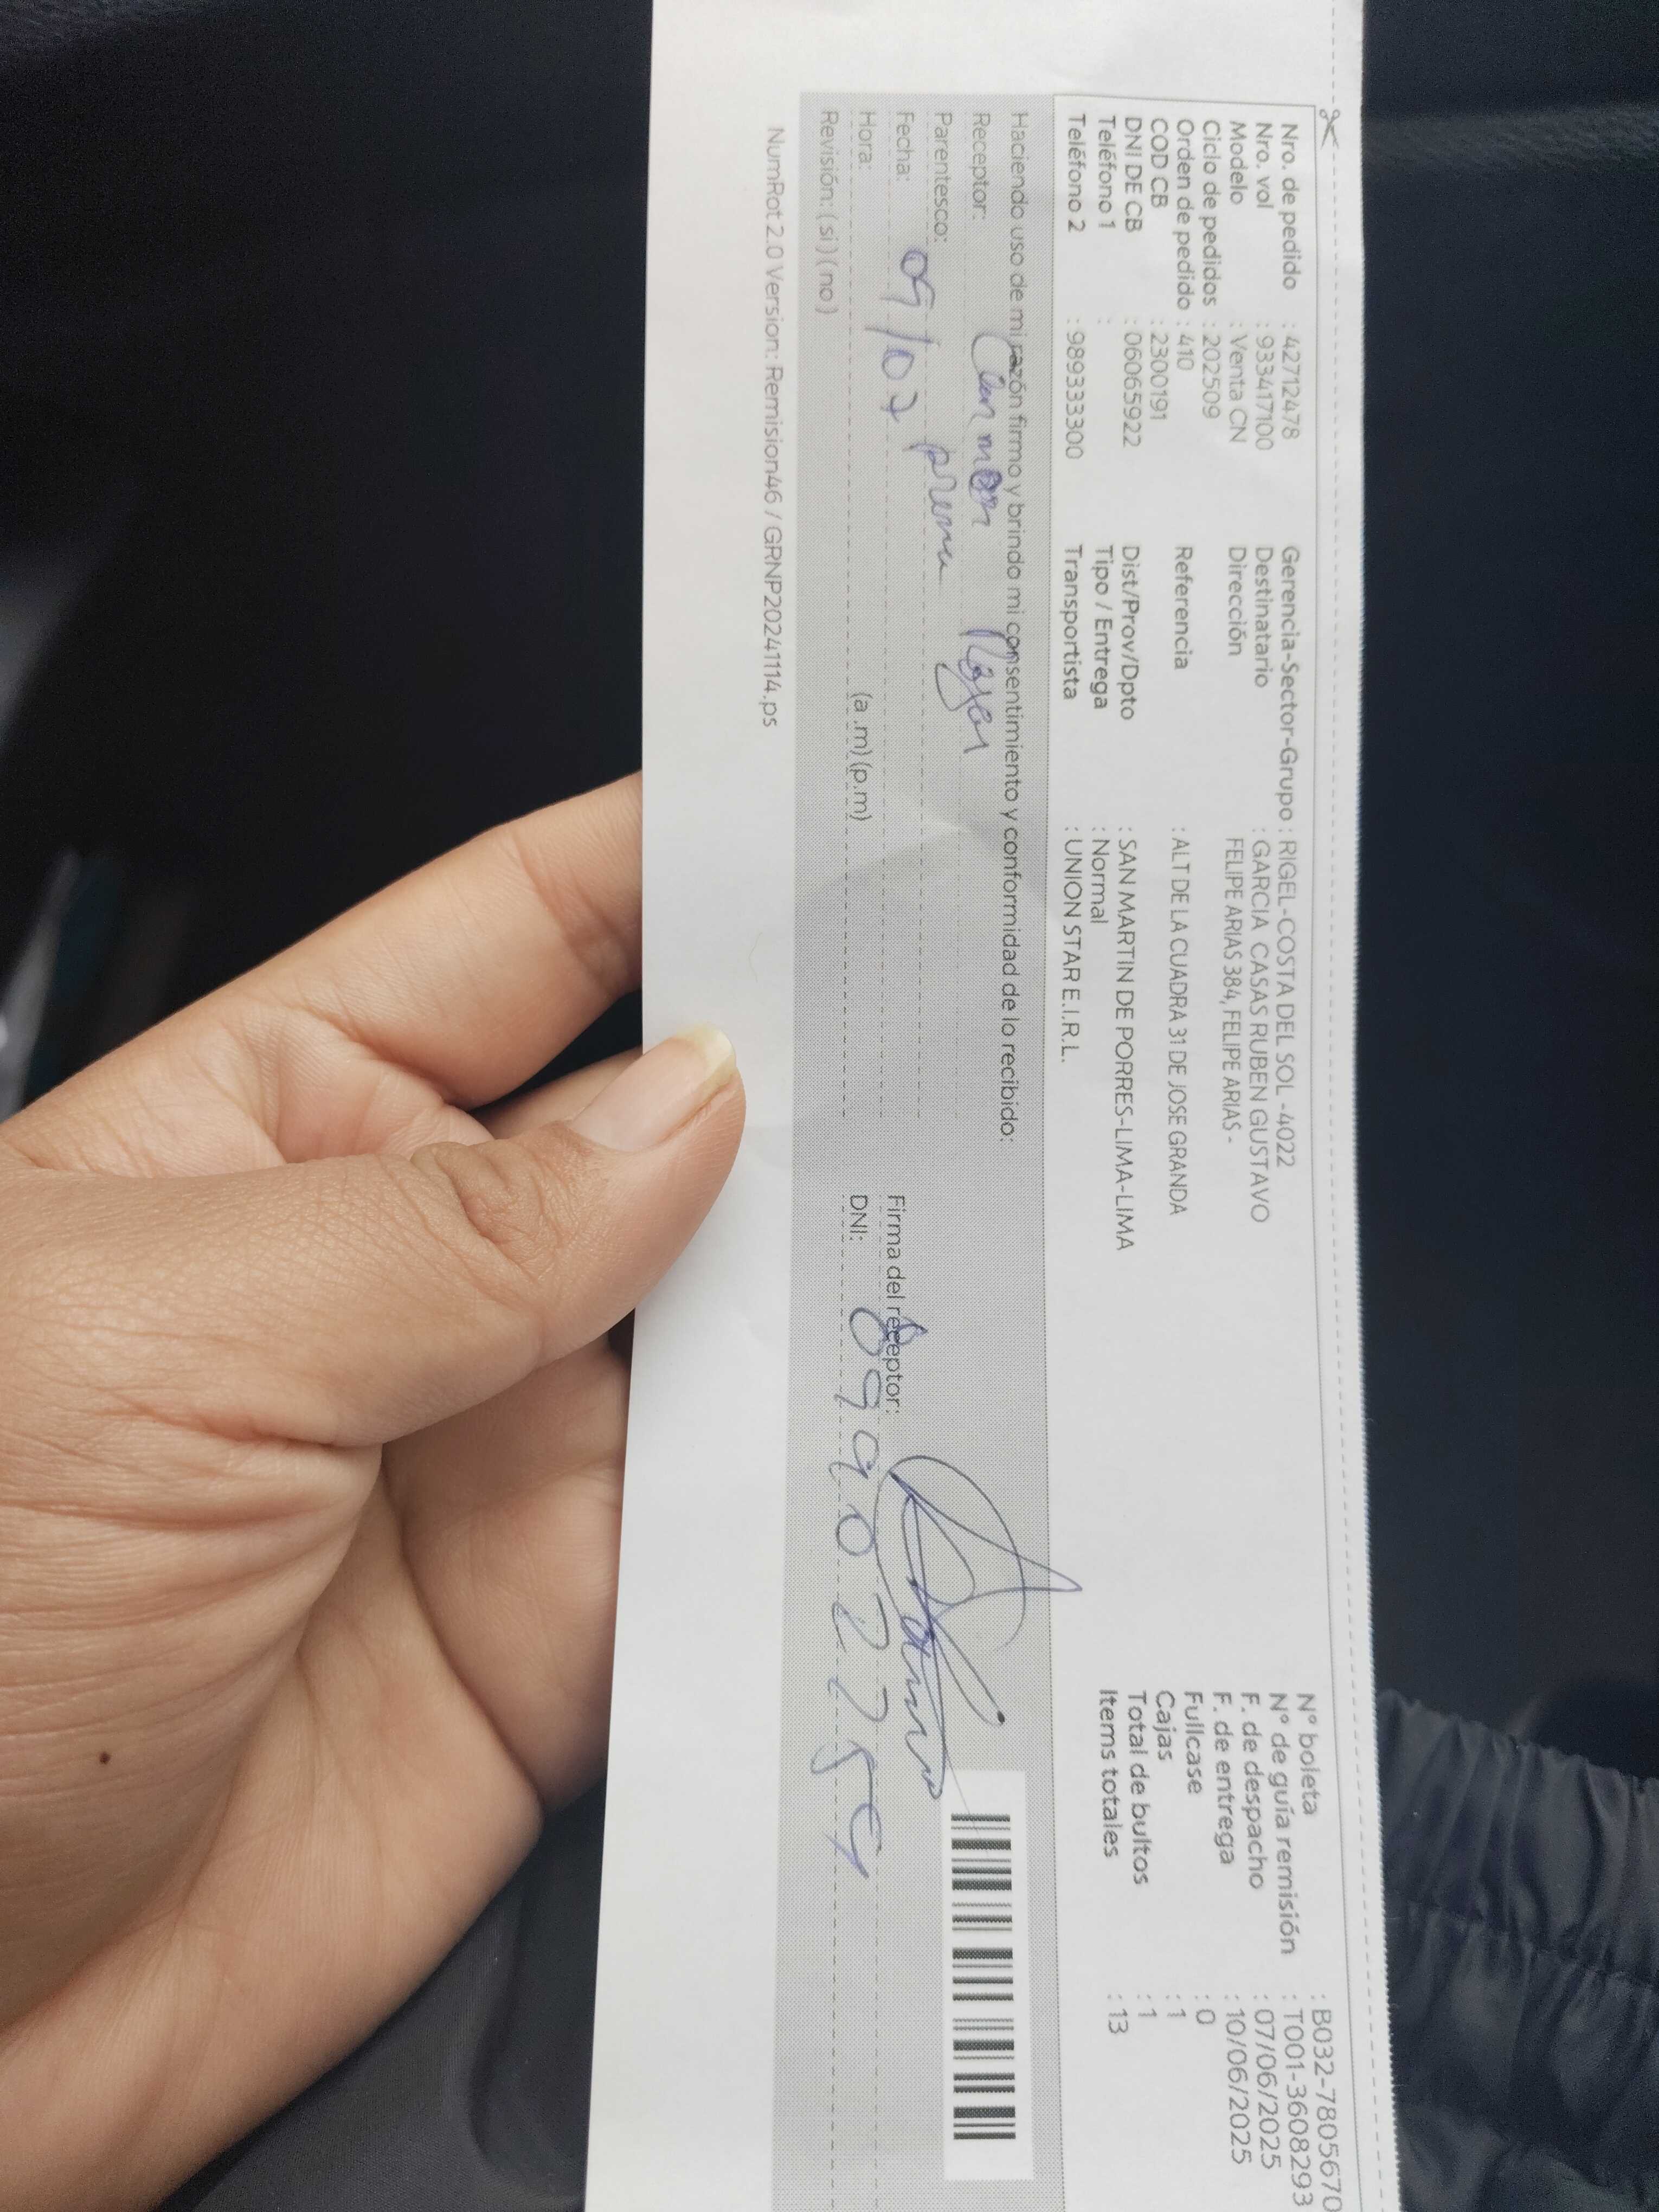 Nro. de pedido : 42712478
Nro. vol : 933417100
Modelo : Venta CN
Ciclo de pedidos : 202509
Orden de pedido : 410
COD CB : 2300191
DNI DE CB : 06065922
Teléfono 1 :
Teléfono 2 : 989333300
Gerencia-Sector-Grupo : RIGEL-COSTA DEL SOL -4022
Destinatario : GARCIA CASAS RUBEN GUSTAVO
Dirección FELIPE ARIAS 384, FELIPE ARIAS -
Referencia : ALT DE LA CUADRA 31 DE JOSE GRANDA
Dist/Prov/Dpto : SAN MARTIN DE PORRES-LIMA-LIMA
Tipo / Entrega : Normal
Transportista : UNION STAR E.I.R.L.
N° boleta : B032-7805670
N° de guía remisión : T001-3608293
F. de despacho : 07/06/2025
F. de entrega : 10/06/2025
Fullcase : 0
Cajas : 1
Total de bultos : 1
Items totales : 13
Haciendo uso de mi razón firmo y brindo mi consentimiento y conformidad de lo recibido:
Receptor:
Parentesco:
Fecha: 09/07
Hora: (a.m) (p.m)
Revisión: (si) (no)
Firma del receptor:
DNI:
NumRot 2.0 Version: Remision46 / GRNP20241114.ps